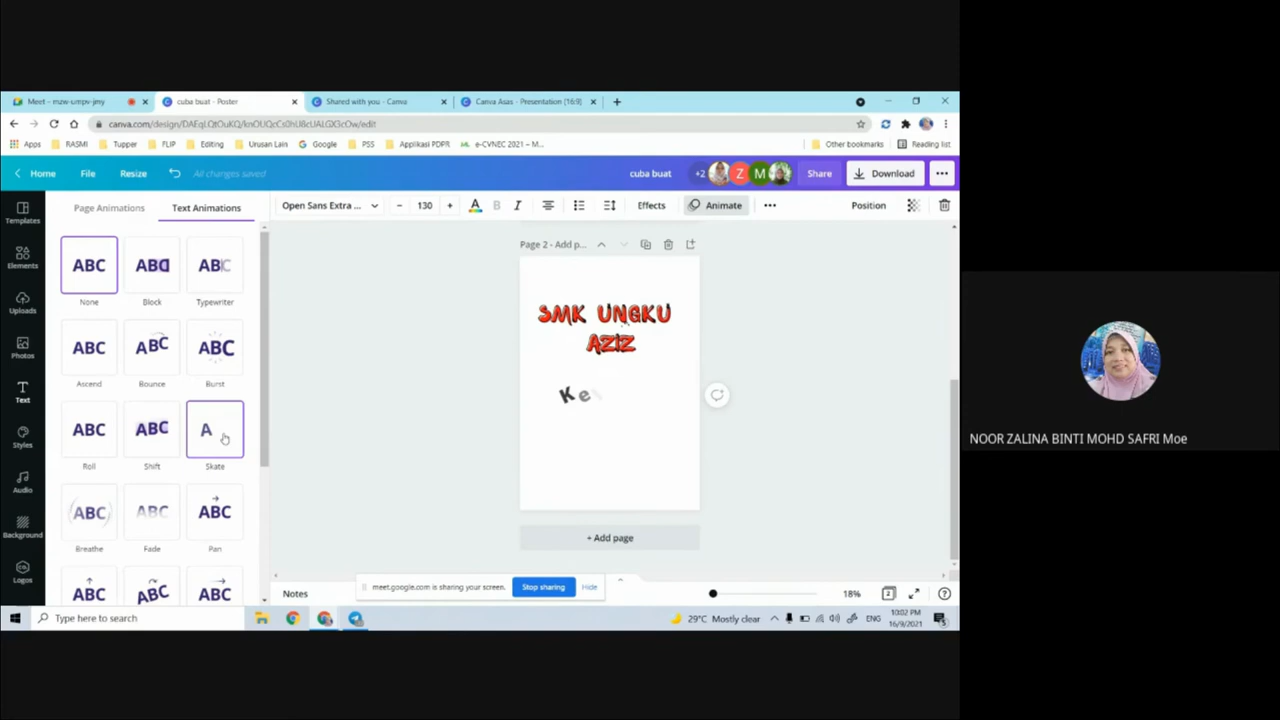 Meet - mzw-umpv-jmy
cuba buat - Poster
Shared with you - Canva
Canva Asas - Presentation (16:9)
canva.com/design/DAEqLQtOuKQ/knOUQcCs0hU8cUALGX3cOw/edit
Apps
RASMI
Tupper
FLIP
Editing
Urusan Lain
Google
PSS
Applikasi PDPR
e-CVNEC 2021 – M...
Other bookmarks
Reading list
Home
File
Resize
All changes saved
cuba buat
+2
Z
M
Share
Download
Templates
Elements
Uploads
Photos
Text
Styles
Audio
Background
Logos
Page Animations
Text Animations
Open Sans Extra ...
130
A
B
I
Effects
Animate
Position
ABC
None
ABC
Block
ABC
Typewriter
ABC
Ascend
ABC
Bounce
ABC
Burst
ABC
Roll
ABC
Shift
A
Skate
ABC
Breathe
ABC
Fade
ABC
Pan
ABC
ABC
ABC
Page 2 - Add p...
SMK UNGKU
AZIZ
Ke
+ Add page
meet.google.com is sharing your screen.
Stop sharing
Hide
Notes
18%
2
Type here to search
29°C Mostly clear
ENG
10:02 PM
16/9/2021
NOOR ZALINA BINTI MOHD SAFRI Moe